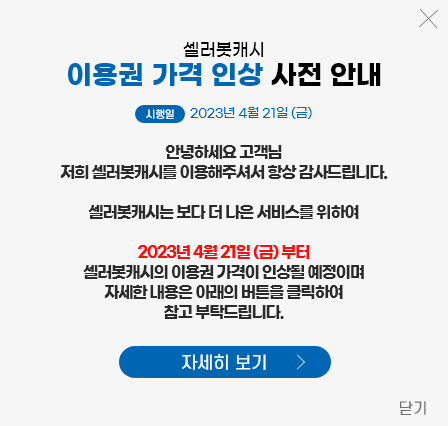 셀러봇캐시
이용권 가격 인상 사전 안내
시행일 2023년 4월 21일 (금)
안녕하세요 고객님
저희 셀러봇캐시를 이용해주셔서 항상 감사드립니다.
셀러봇캐시는 보다 더 나은 서비스를 위하여
2023년 4월 21일 (금) 부터
셀러봇캐시의 이용권 가격이 인상될 예정이며
자세한 내용은 아래의 버튼을 클릭하여
참고 부탁드립니다.
자세히 보기
닫기